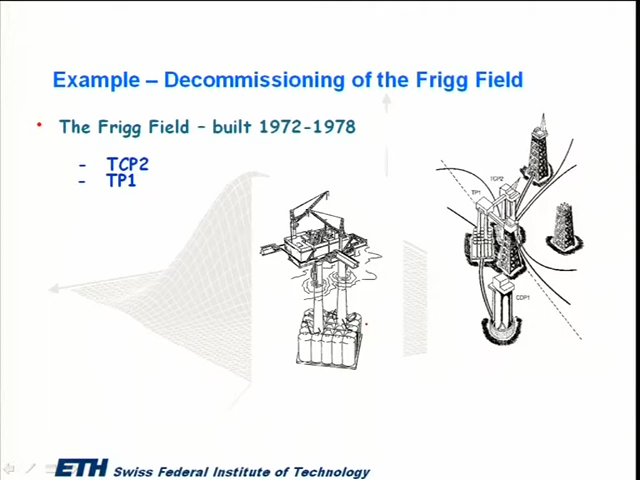 Example – Decommissioning of the Frigg Field
• The Frigg Field – built 1972-1978
- TCP2
- TP1
TCP2
TP1
CDP1
ETH Swiss Federal Institute of Technology